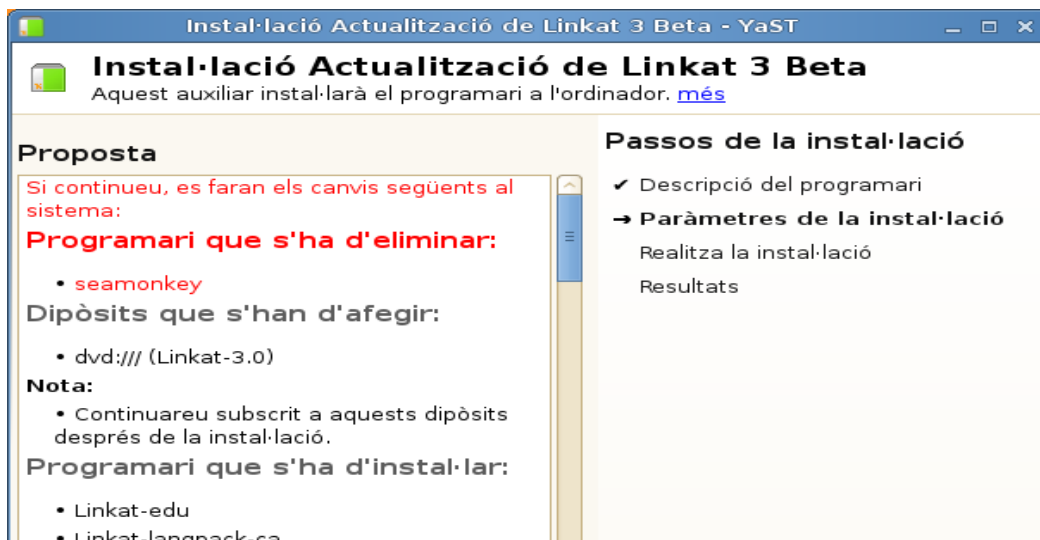 Instal·lació Actualització de Linkat 3 Beta - YaST
Instal·lació Actualització de Linkat 3 Beta
Aquest auxiliar instal·larà el programari a l'ordinador. més
Proposta
Si continueu, es faran els canvis següents al
sistema:
Programari que s'ha d'eliminar:
• seamonkey
Dipòsits que s'han d'afegir:
• dvd:/// (Linkat-3.0)
Nota:
• Continuareu subscrit a aquests dipòsits
després de la instal·lació.
Programari que s'ha d'instal·lar:
• Linkat-edu
• Linkat-langpack-ca
Passos de la instal·lació
✔ Descripció del programari
➔ Paràmetres de la instal·lació
Realitza la instal·lació
Resultats